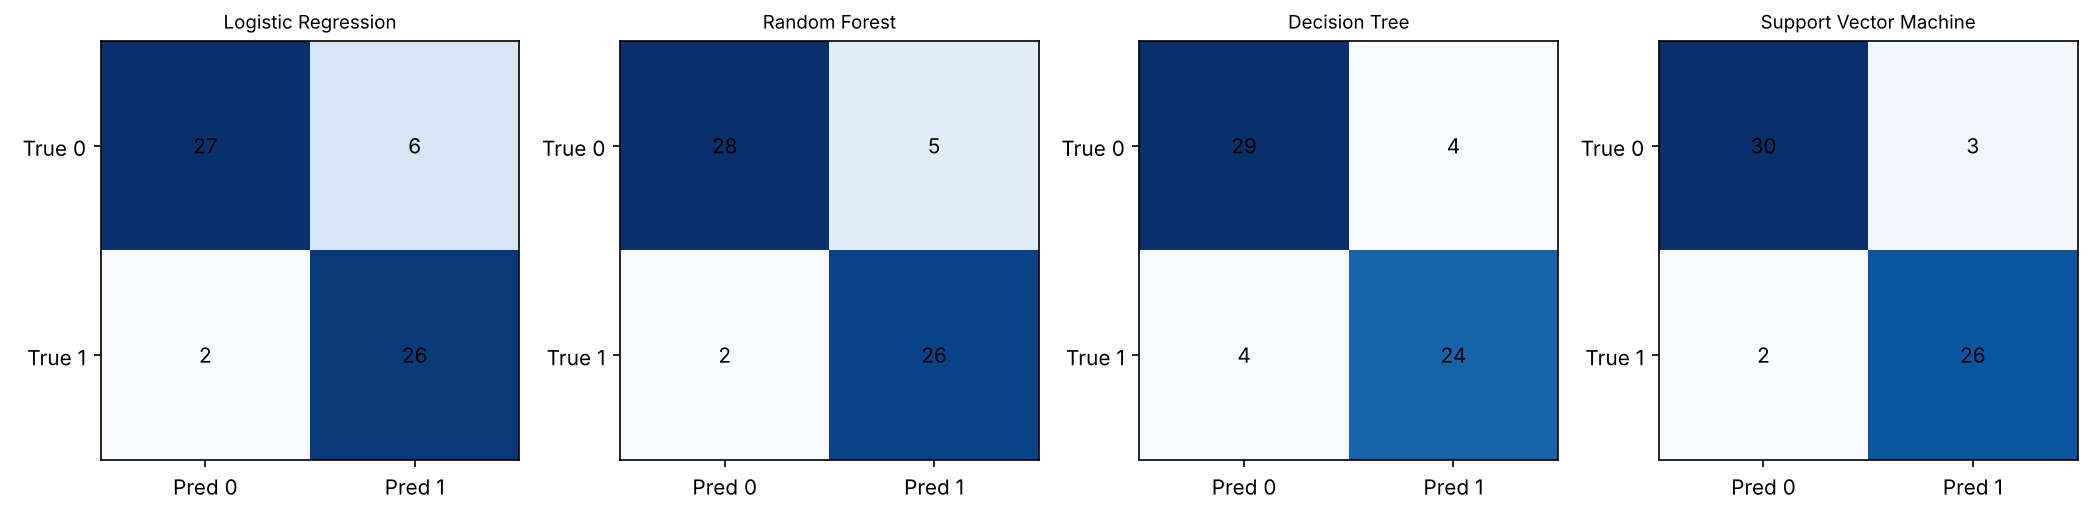 Logistic Regression
True 0
27
6
True 1
2
26
Pred 0
Pred 1
Random Forest
True 0
28
5
True 1
2
26
Pred 0
Pred 1
Decision Tree
True 0
29
4
True 1
4
24
Pred 0
Pred 1
Support Vector Machine
True 0
30
3
True 1
2
26
Pred 0
Pred 1